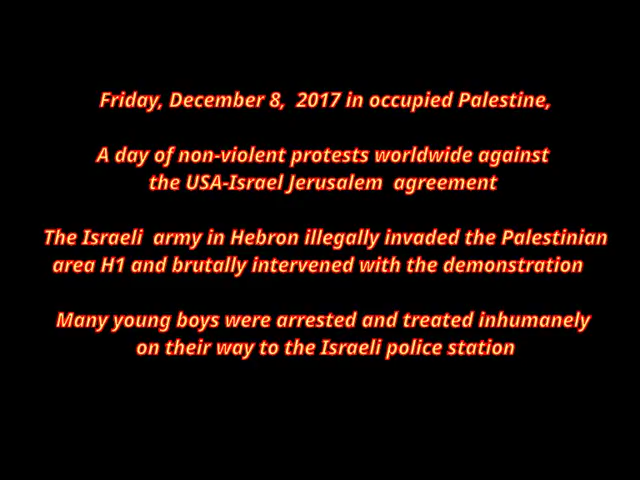 Friday, December 8,  2017 in occupied Palestine,
A day of non-violent protests worldwide against
the USA-Israel Jerusalem  agreement
The Israeli  army in Hebron illegally invaded the Palestinian
area H1 and brutally intervened with the demonstration
Many young boys were arrested and treated inhumanely
on their way to the Israeli police station